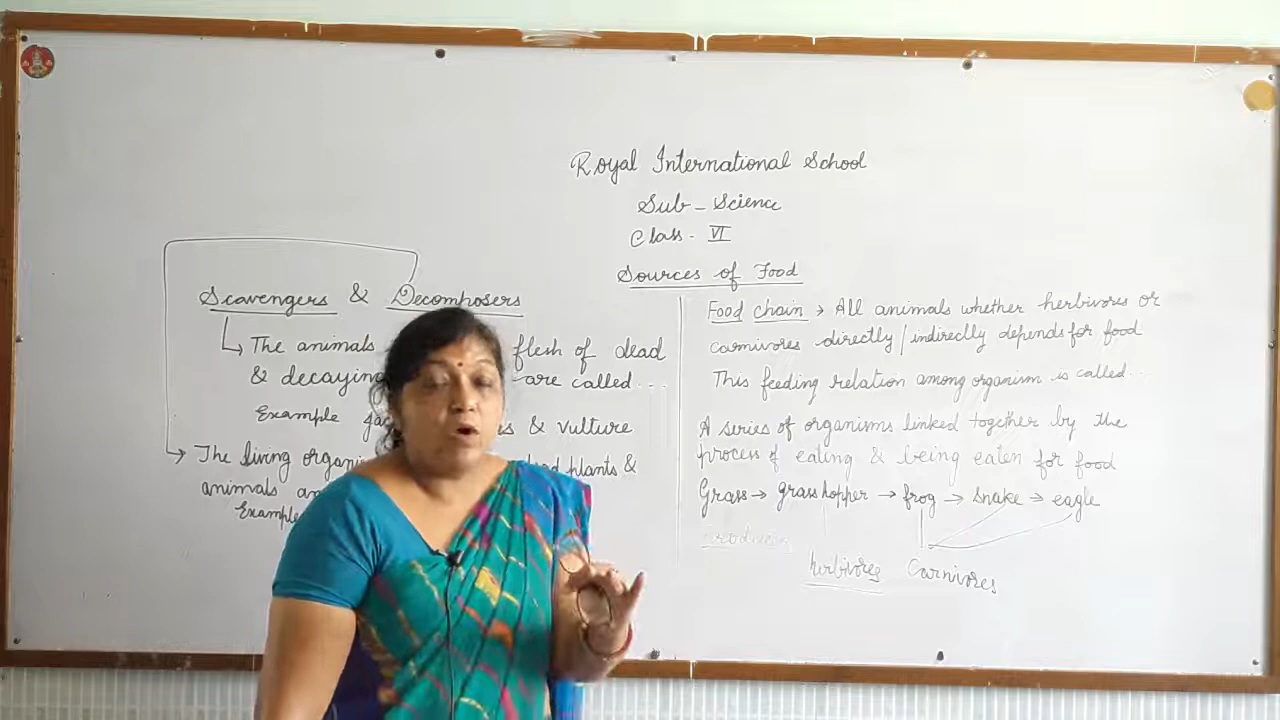 Royal International School
Sub - Science
Class - VI
Sources of Food
Scavengers & Decomposers
The animals flesh of dead
& decaying are called...
Example & vulture
The living plants &
animals
Example
Food chain → All animals whether herbivores or
carnivores directly / indireclly depends for food
This feeding relation among organism is called...
A series of organisms linked together by the
process of eating & being eaten for food
Grass → grasshopper → frog → snake → eagle
herbivores Carnivores